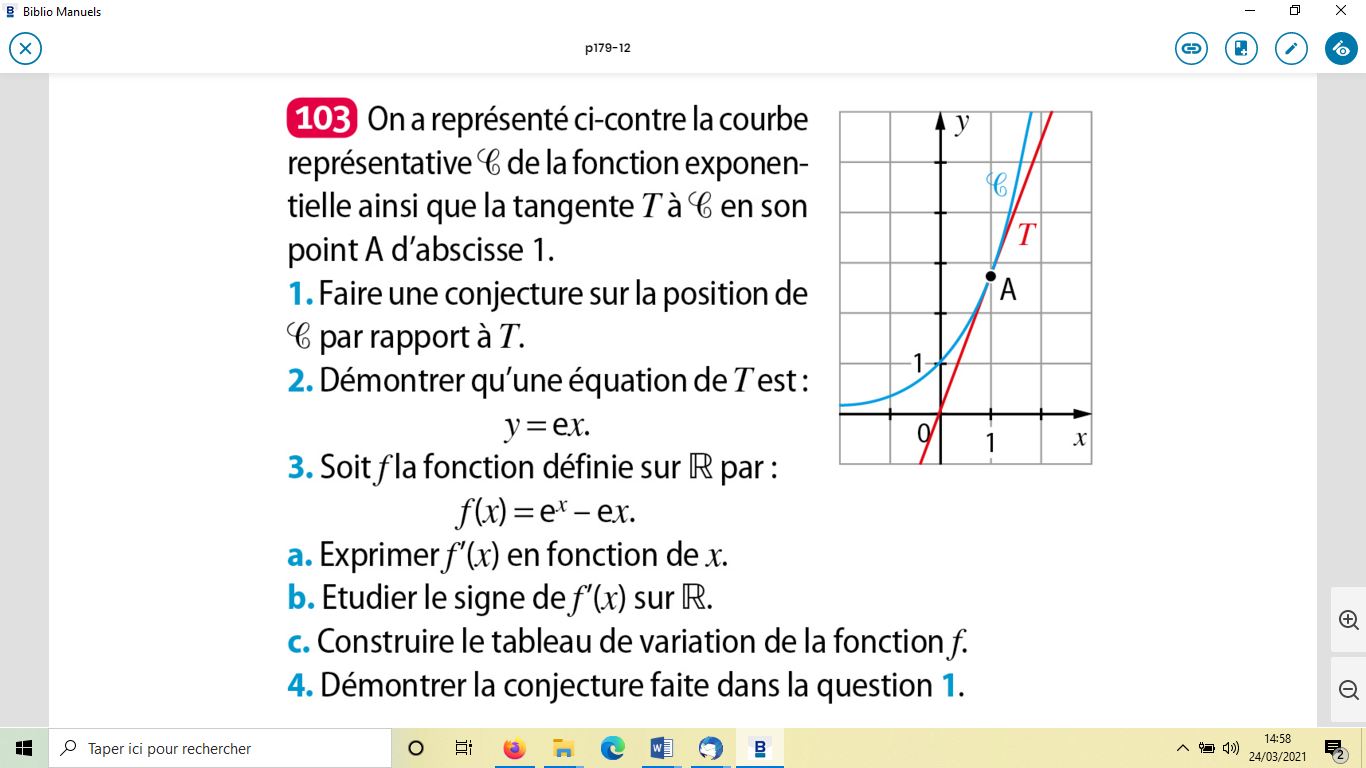 Biblio Manuels
p179-12
103 On a représenté ci-contre la courbe
représentative 𝒞 de la fonction exponen-
tielle ainsi que la tangente T à 𝒞 en son
point A d'abscisse 1.
1. Faire une conjecture sur la position de
𝒞 par rapport à T.
2. Démontrer qu'une équation de T est :
y = ex.
3. Soit f la fonction définie sur ℝ par :
f(x) = eˣ – ex.
a. Exprimer f'(x) en fonction de x.
b. Etudier le signe de f'(x) sur ℝ.
c. Construire le tableau de variation de la fonction f.
4. Démontrer la conjecture faite dans la question 1.
y
𝒞
T
A
1
0
1
x
Taper ici pour rechercher
14:58
24/03/2021
2